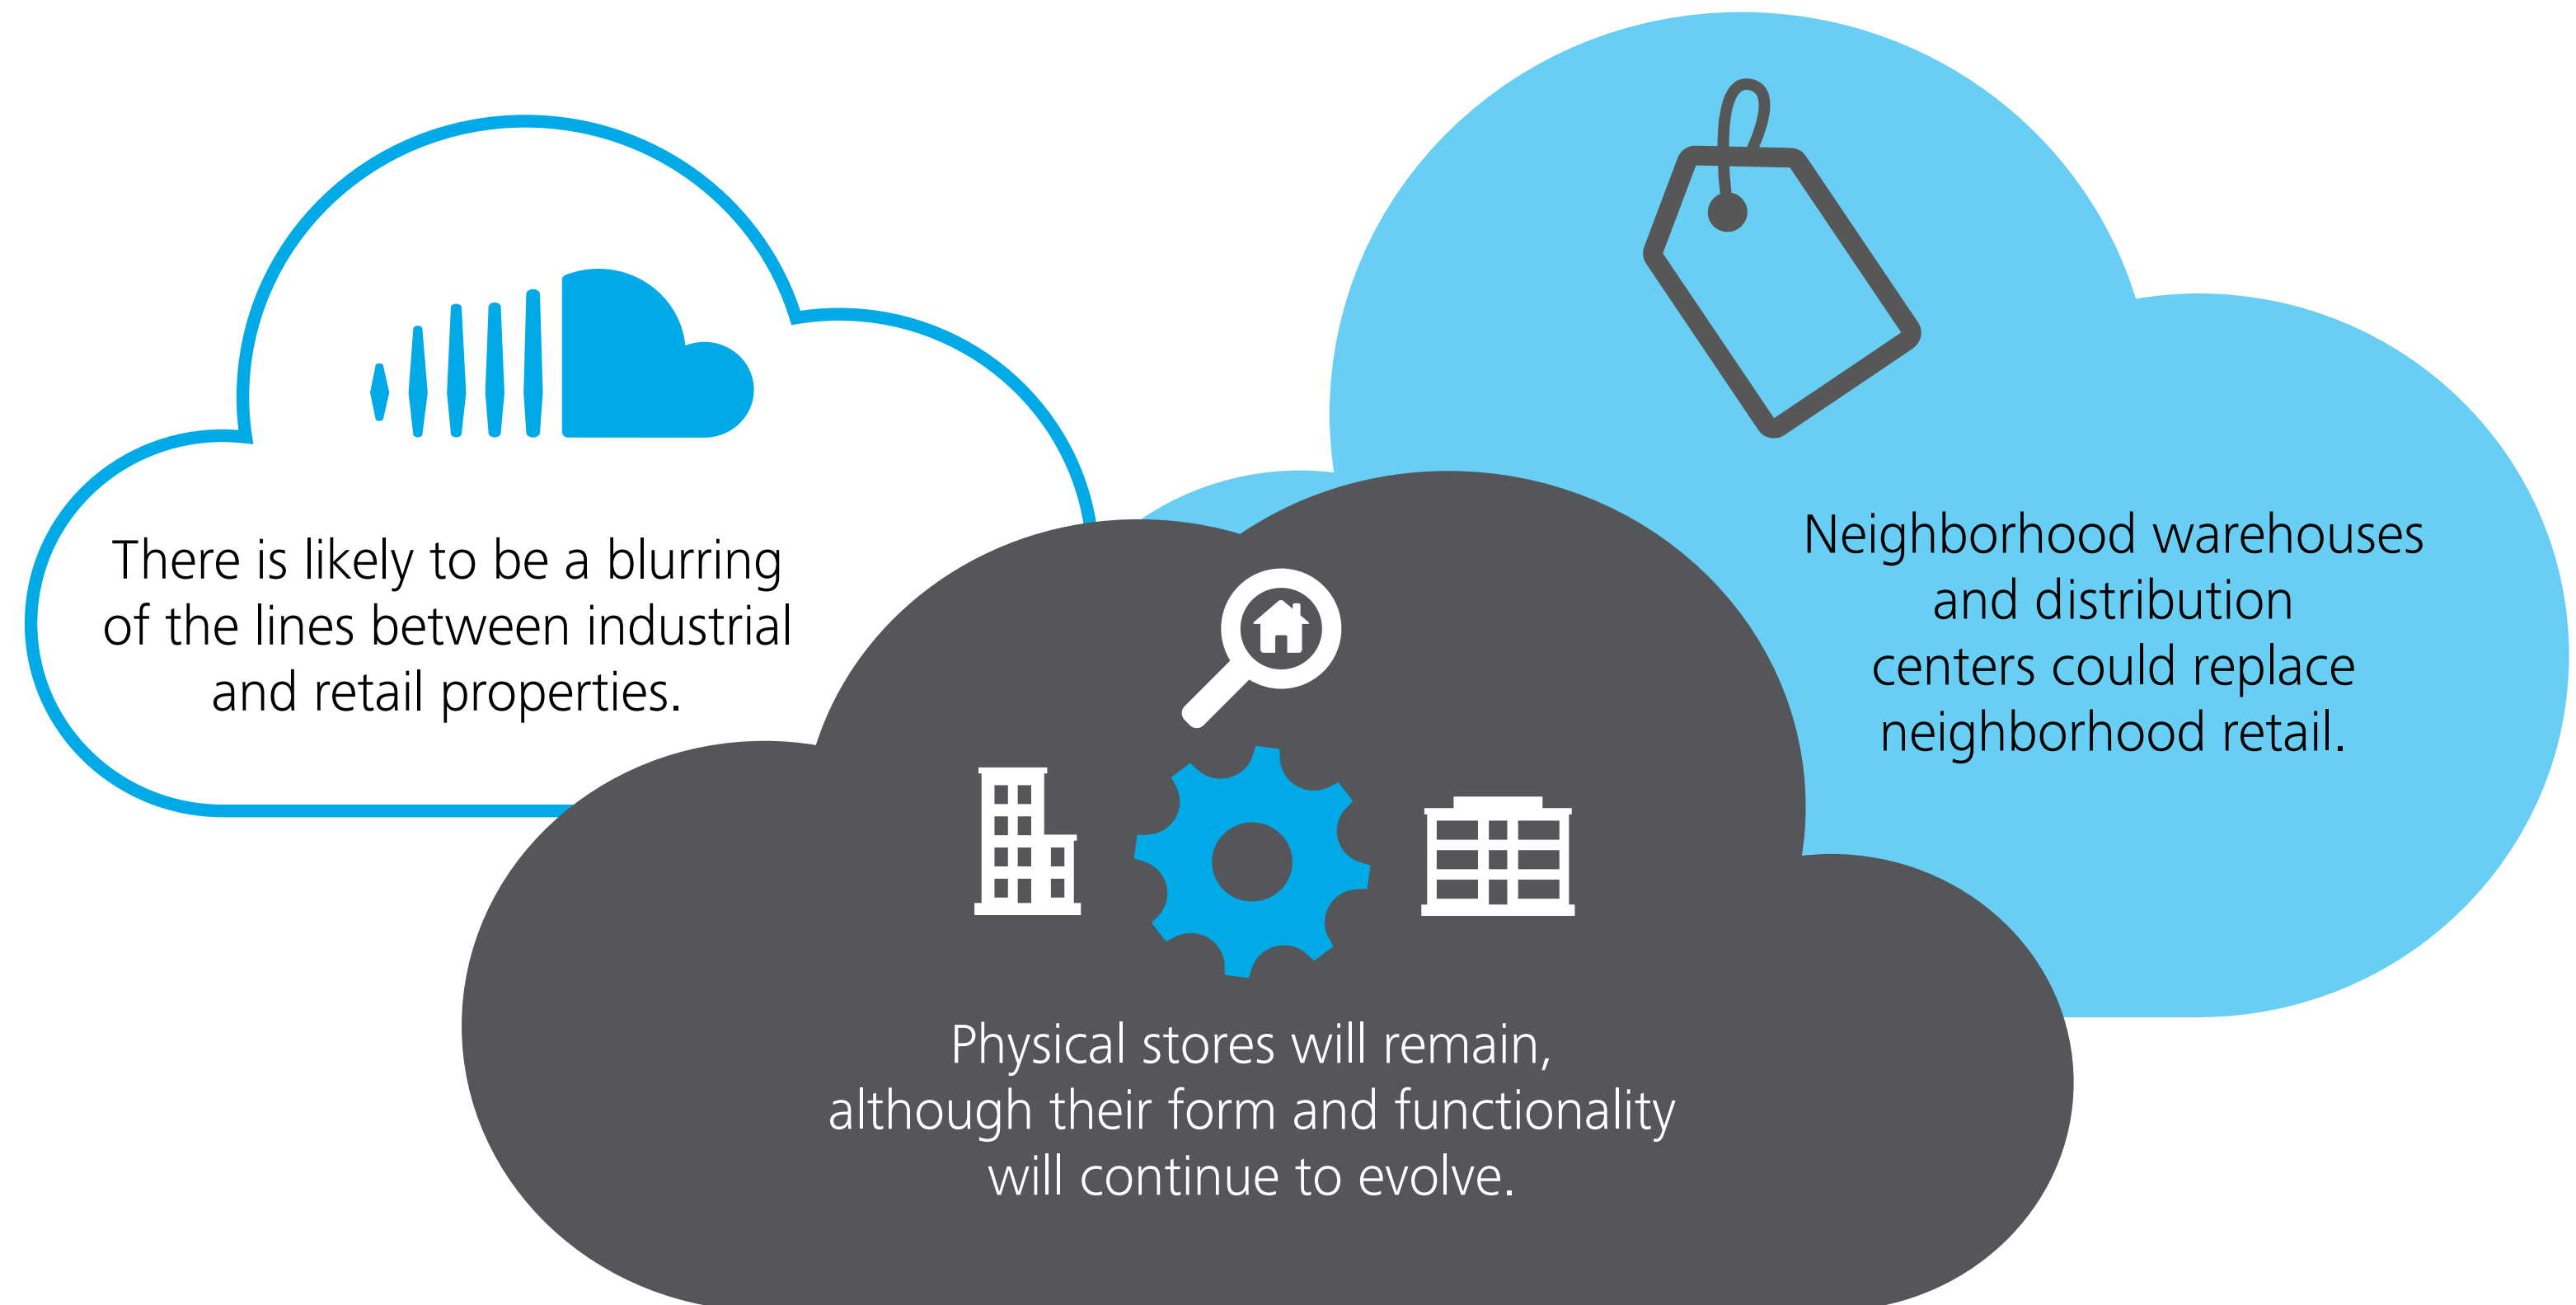 There is likely to be a blurring
of the lines between industrial
and retail properties.
Neighborhood warehouses
and distribution
centers could replace
neighborhood retail.
Physical stores will remain,
although their form and functionality
will continue to evolve.